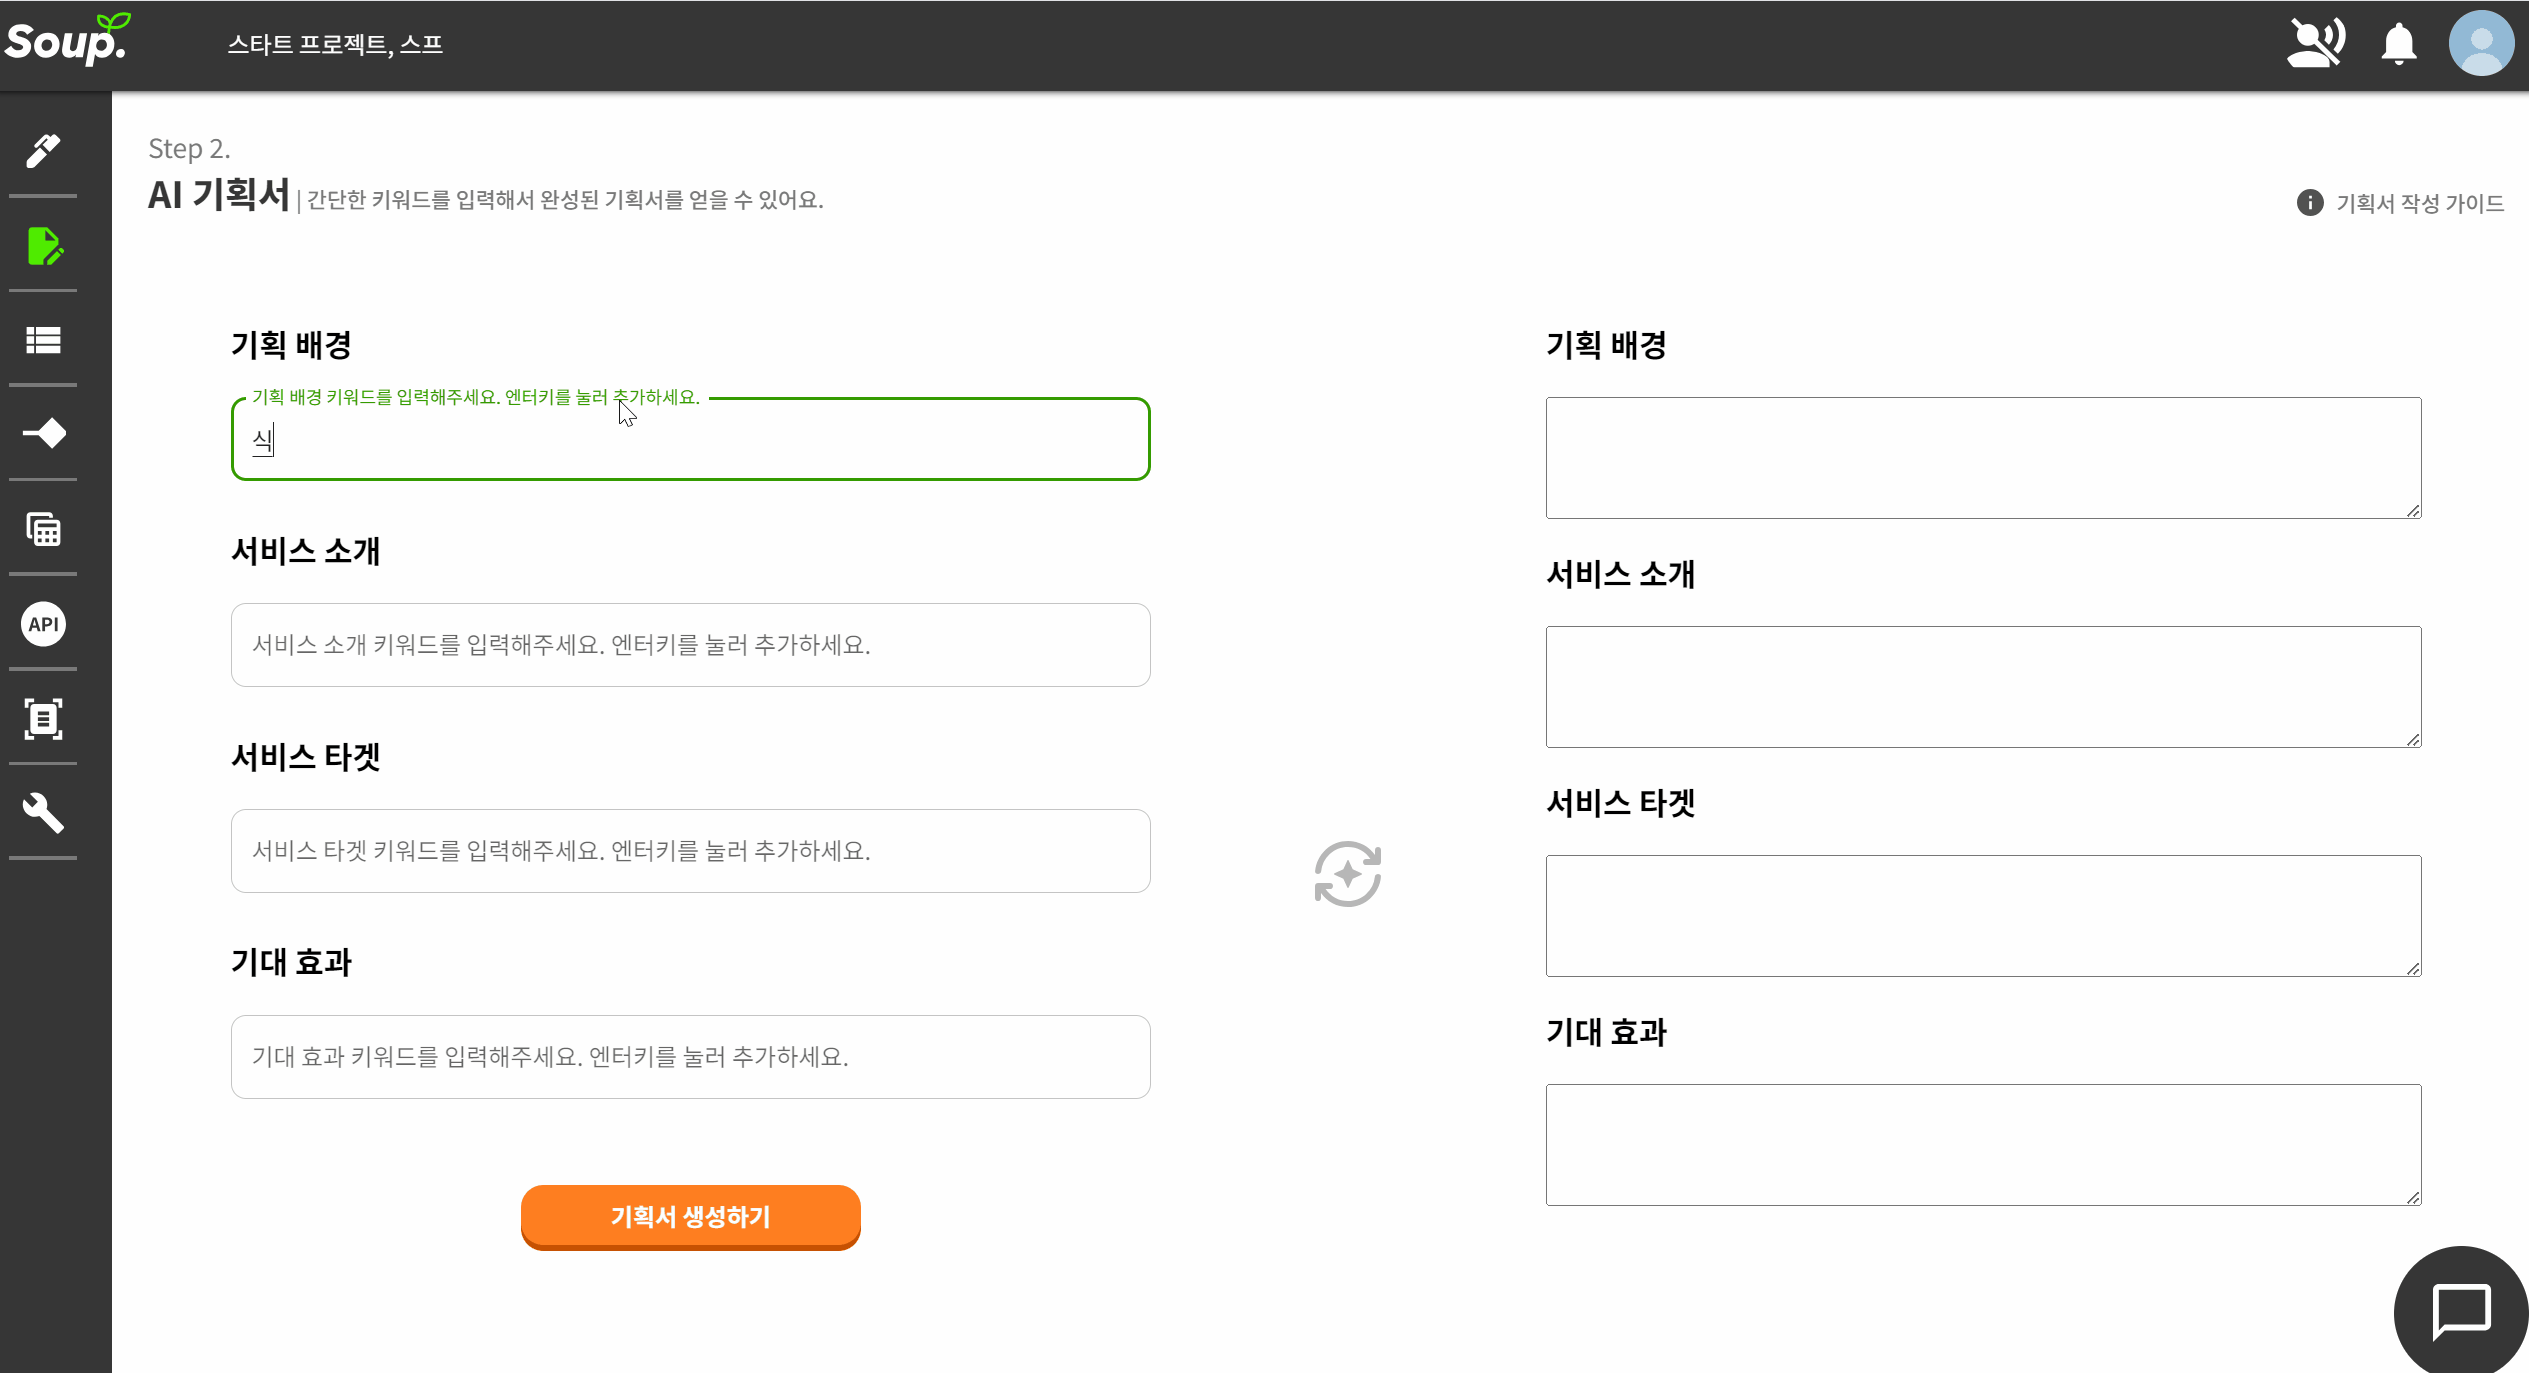 Soup.
스타트 프로젝트, 스프
Step 2.
AI 기획서 | 간단한 키워드를 입력해서 완성된 기획서를 얻을 수 있어요.
기획서 작성 가이드
기획 배경
기획 배경 키워드를 입력해주세요. 엔터키를 눌러 추가하세요.
식
서비스 소개
서비스 소개 키워드를 입력해주세요. 엔터키를 눌러 추가하세요.
서비스 타겟
서비스 타겟 키워드를 입력해주세요. 엔터키를 눌러 추가하세요.
기대 효과
기대 효과 키워드를 입력해주세요. 엔터키를 눌러 추가하세요.
기획서 생성하기
기획 배경
서비스 소개
서비스 타겟
기대 효과
API